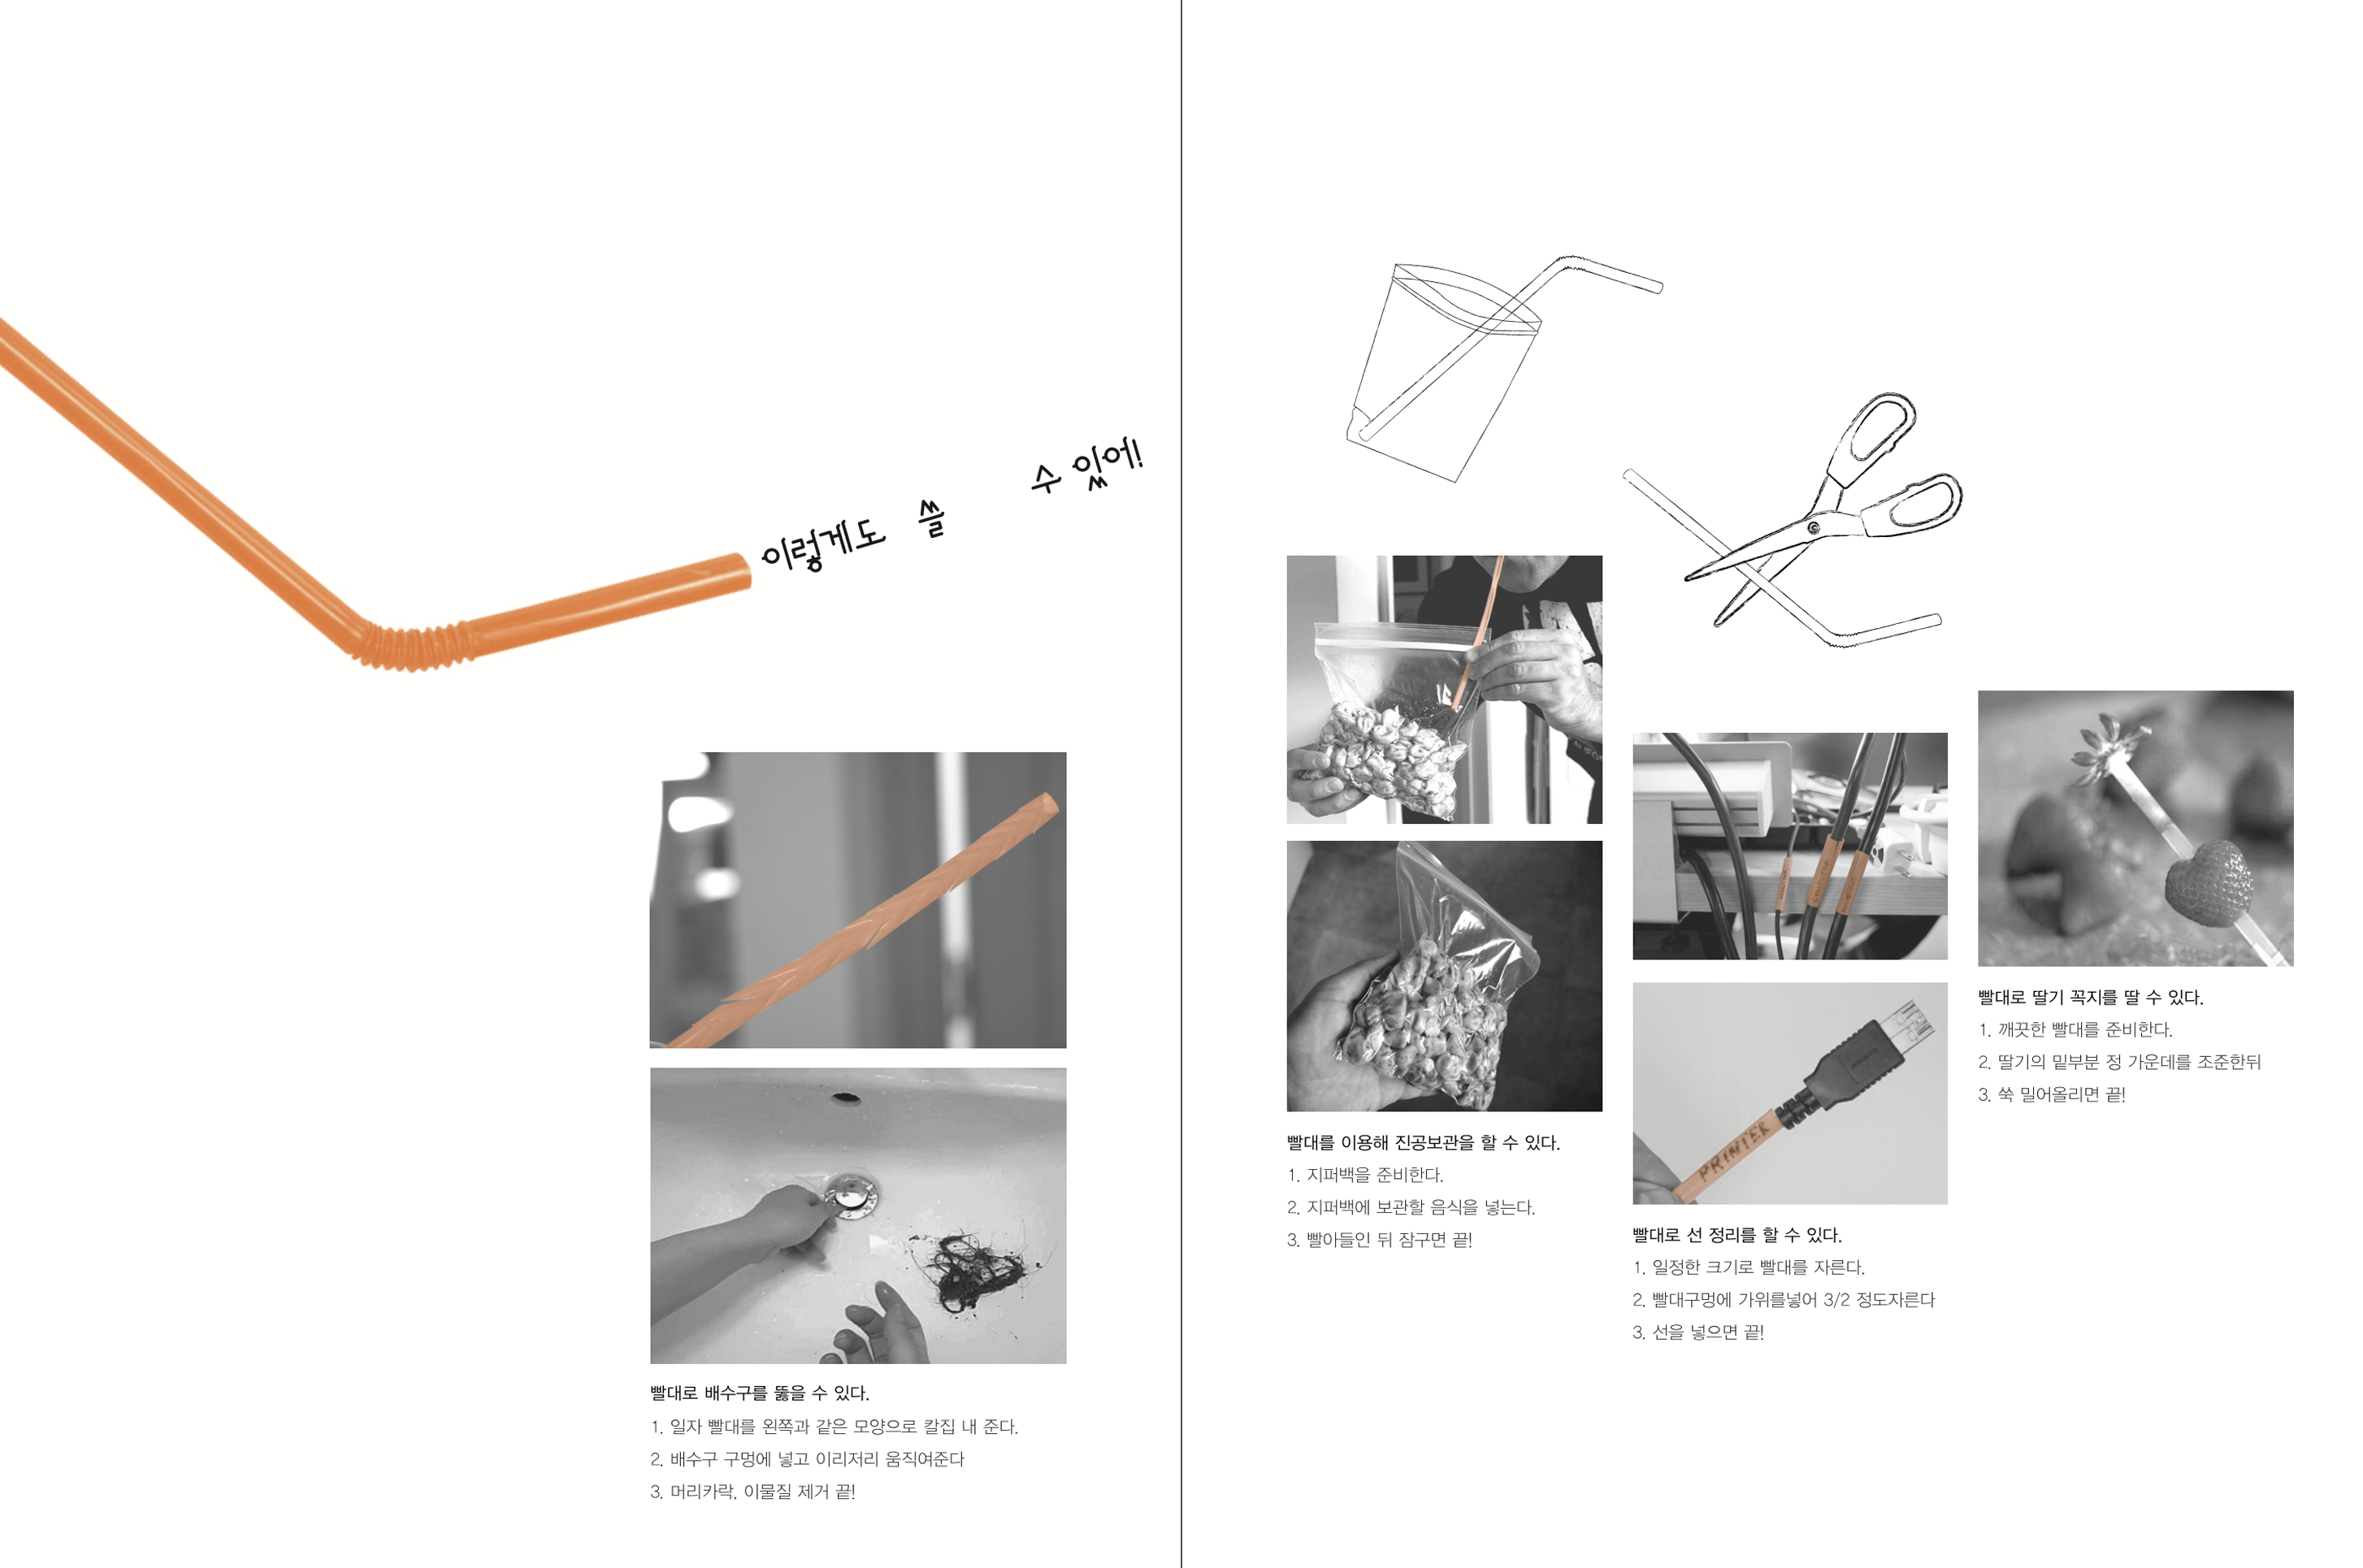 이렇게도 쓸 수 있어!
빨대로 배수구를 뚫을 수 있다.
1. 일자 빨대를 왼쪽과 같은 모양으로 칼집 내 준다.
2. 배수구 구멍에 넣고 이리저리 움직여준다
3. 머리카락, 이물질 제거 끝!
빨대를 이용해 진공보관을 할 수 있다.
1. 지퍼백을 준비한다.
2. 지퍼백에 보관할 음식을 넣는다.
3. 빨아들인 뒤 잠구면 끝!
PRINTER
빨대로 선 정리를 할 수 있다.
1. 일정한 크기로 빨대를 자른다.
2. 빨대구멍에 가위를넣어 3/2 정도자른다
3. 선을 넣으면 끝!
빨대로 딸기 꼭지를 딸 수 있다.
1. 깨끗한 빨대를 준비한다.
2. 딸기의 밑부분 정 가운데를 조준한뒤
3. 쑥 밀어올리면 끝!